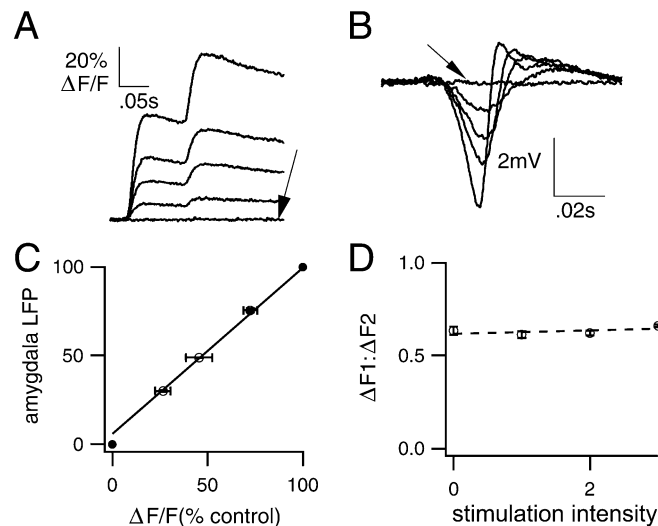 A
20%
ΔF/F
.05s
B
2mV
.02s
C
100
50
0
amygdala LFP
0
50
100
ΔF/F(% control)
D
1.0
0.5
0.0
ΔF1:ΔF2
0
2
stimulation intensity